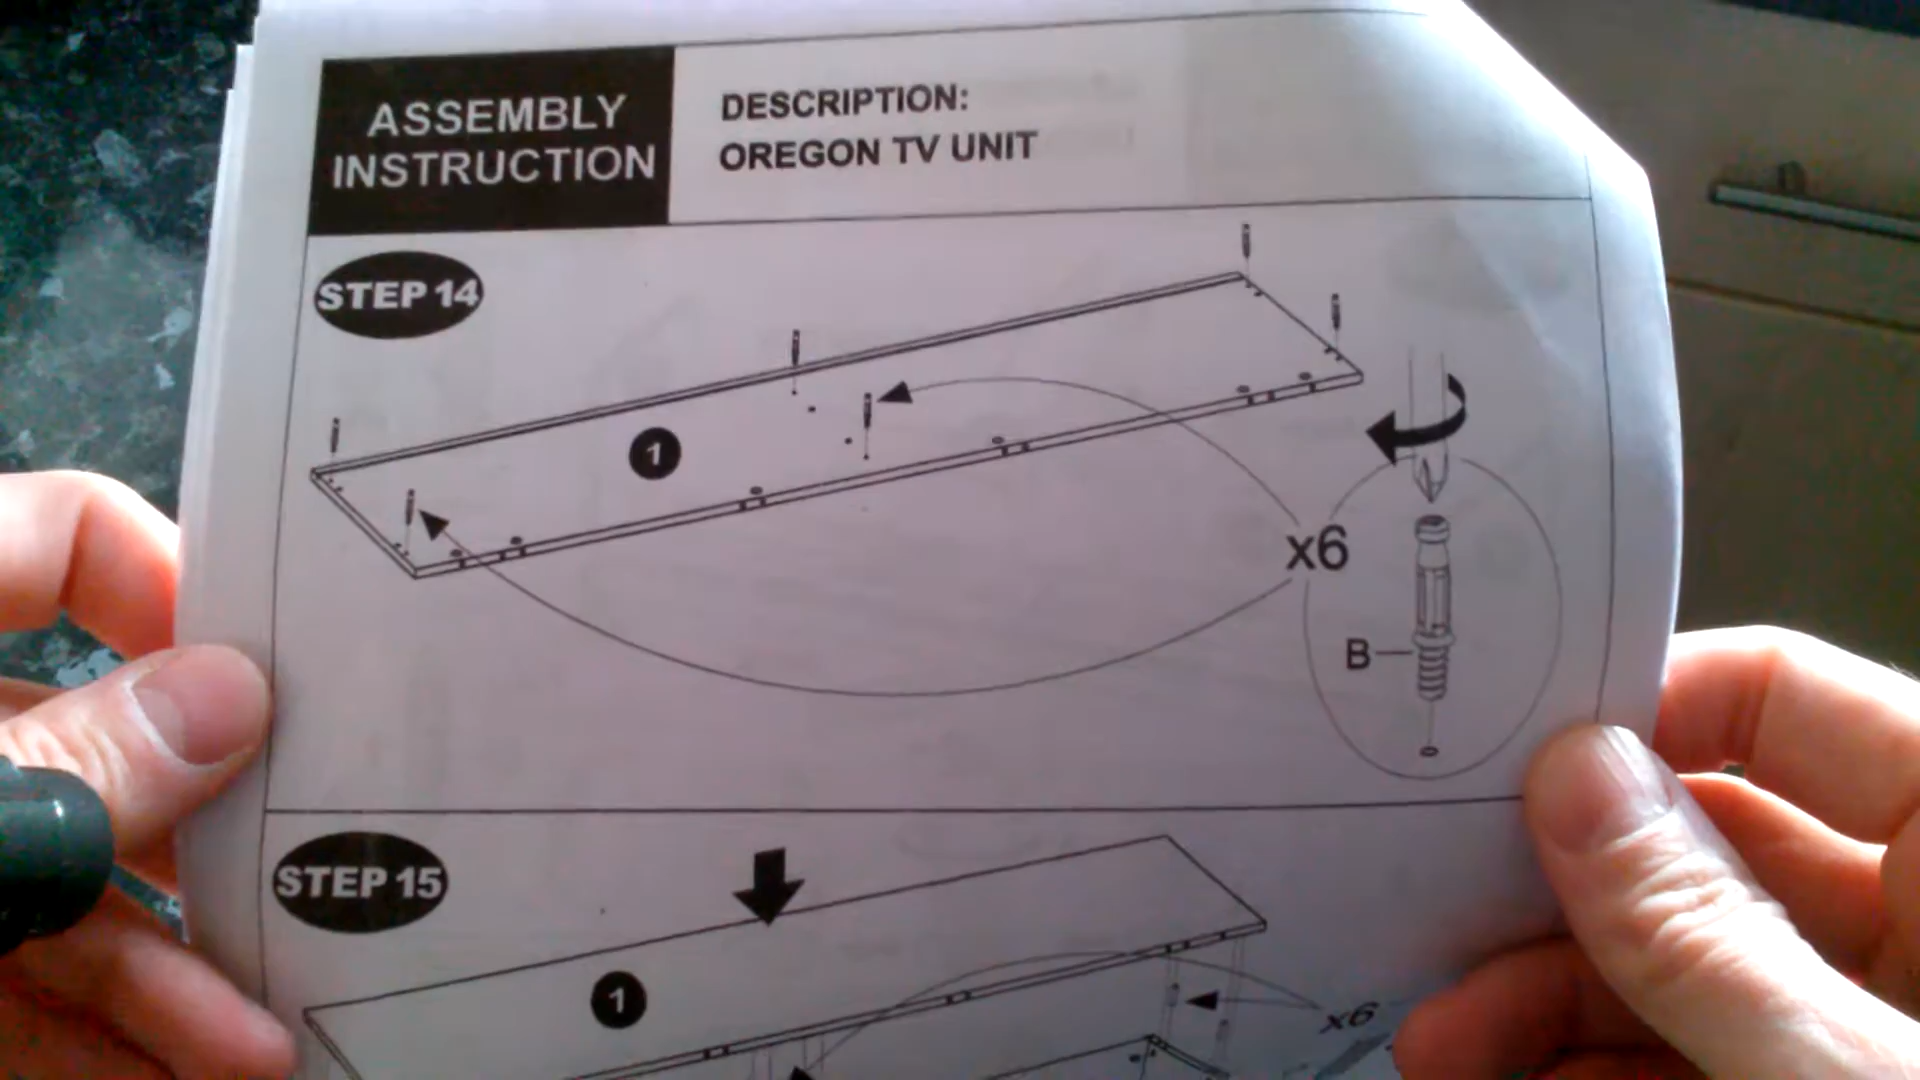 ASSEMBLY
INSTRUCTION
DESCRIPTION:
OREGON TV UNIT
STEP 14
1
x6
B
STEP 15
1
x6